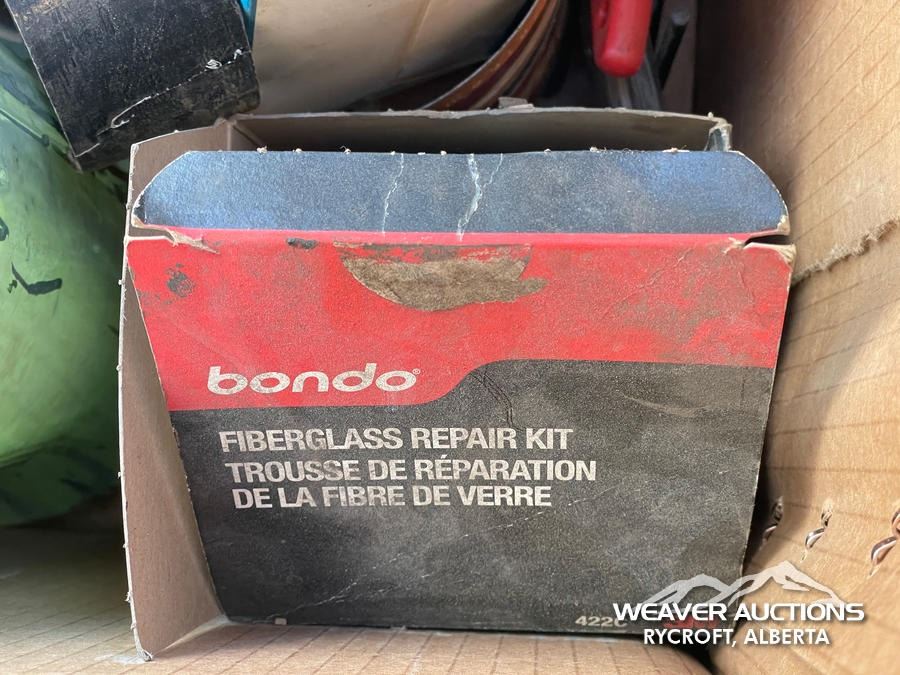 bondo®
FIBERGLASS REPAIR KIT
TROUSSE DE RÉPARATION
DE LA FIBRE DE VERRE
WEAVER AUCTIONS
RYCROFT, ALBERTA